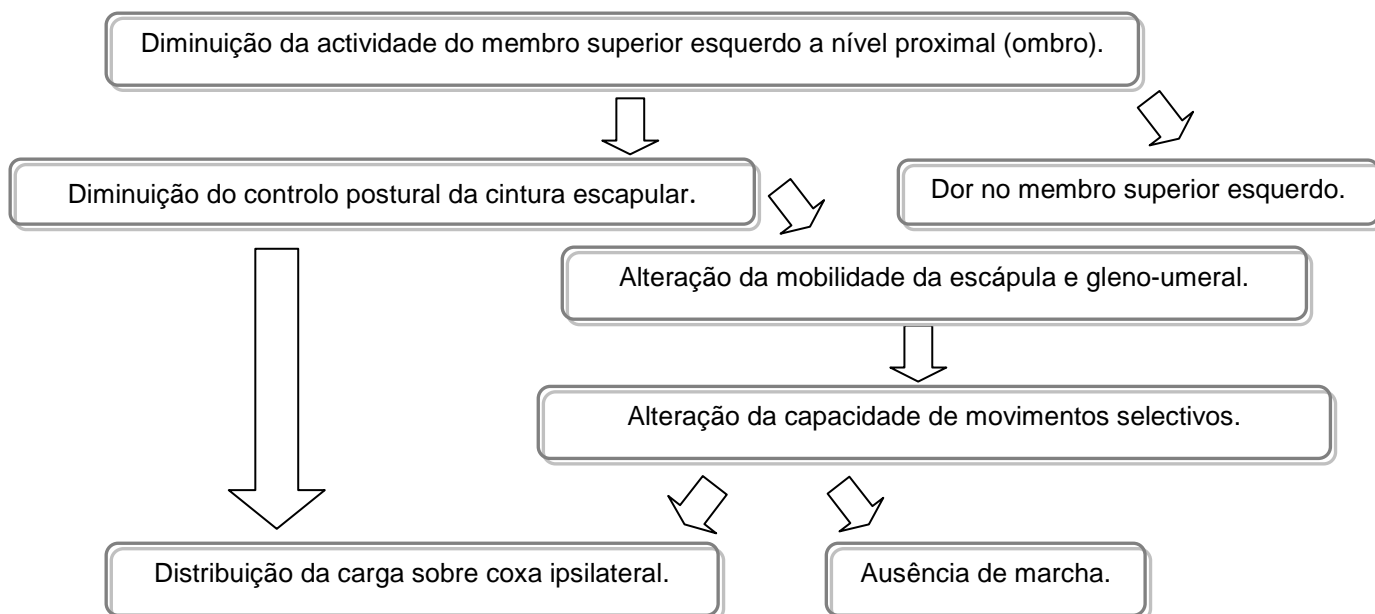 Diminuição da actividade do membro superior esquerdo a nível proximal (ombro).
Diminuição do controlo postural da cintura escapular.
Dor no membro superior esquerdo.
Alteração da mobilidade da escápula e gleno-umeral.
Alteração da capacidade de movimentos selectivos.
Distribuição da carga sobre coxa ipsilateral.
Ausência de marcha.